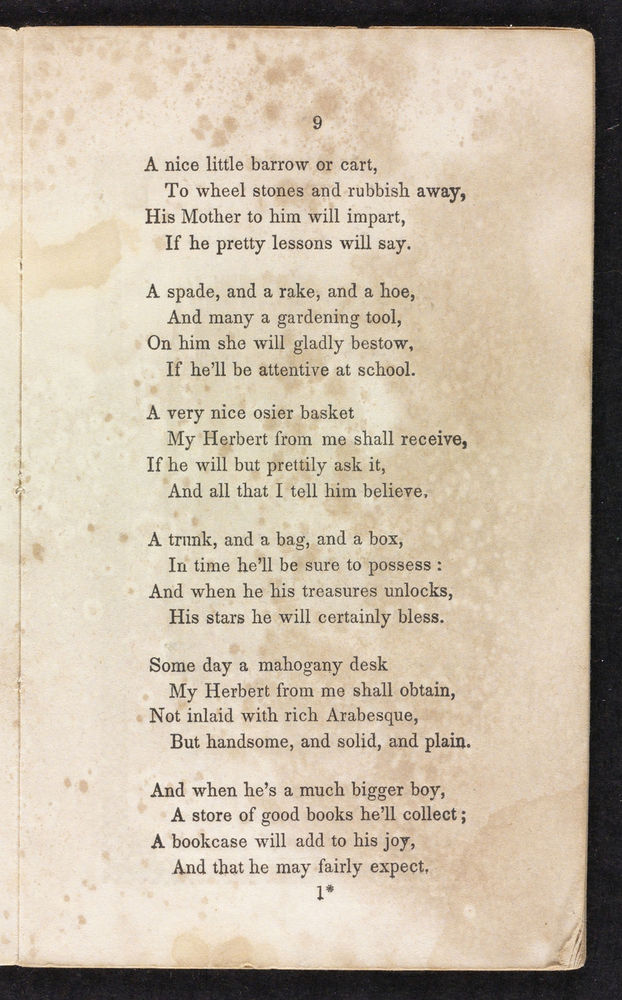 9
A nice little barrow or cart,
To wheel stones and rubbish away,
His Mother to him will impart,
If he pretty lessons will say.
A spade, and a rake, and a hoe,
And many a gardening tool,
On him she will gladly bestow,
If he'll be attentive at school.
A very nice osier basket
My Herbert from me shall receive,
If he will but prettily ask it,
And all that I tell him believe.
A trunk, and a bag, and a box,
In time he'll be sure to possess :
And when he his treasures unlocks,
His stars he will certainly bless.
Some day a mahogany desk
My Herbert from me shall obtain,
Not inlaid with rich Arabesque,
But handsome, and solid, and plain.
And when he's a much bigger boy,
A store of good books he'll collect ;
A bookcase will add to his joy,
And that he may fairly expect.
1*